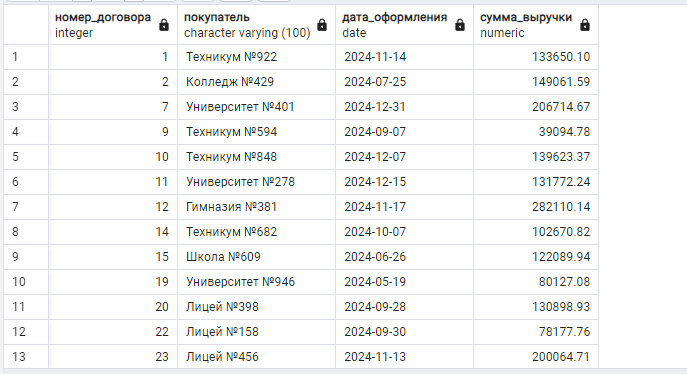 номер_договора покупатель дата_оформления сумма_выручки
integer character varying (100) date numeric
1 1 Техникум №922 2024-11-14 133650.10
2 2 Колледж №429 2024-07-25 149061.59
3 7 Университет №401 2024-12-31 206714.67
4 9 Техникум №594 2024-09-07 39094.78
5 10 Техникум №848 2024-12-07 139623.37
6 11 Университет №278 2024-12-15 131772.24
7 12 Гимназия №381 2024-11-17 282110.14
8 14 Техникум №682 2024-10-07 102670.82
9 15 Школа №609 2024-06-26 122089.94
10 19 Университет №946 2024-05-19 80127.08
11 20 Лицей №398 2024-09-28 130898.93
12 22 Лицей №158 2024-09-30 78177.76
13 23 Лицей №456 2024-11-13 200064.71